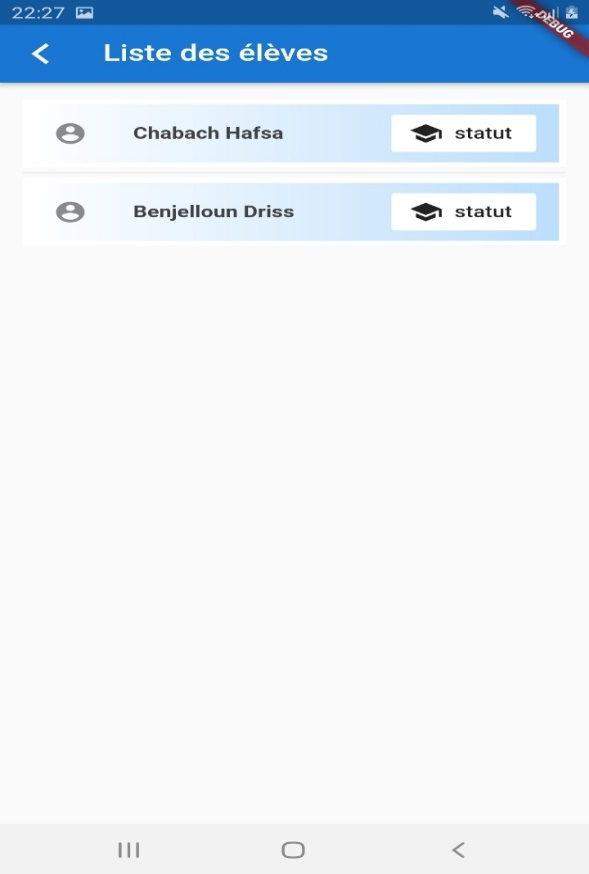 22:27
DEBUG
Liste des élèves
Chabach Hafsa
statut
Benjelloun Driss
statut